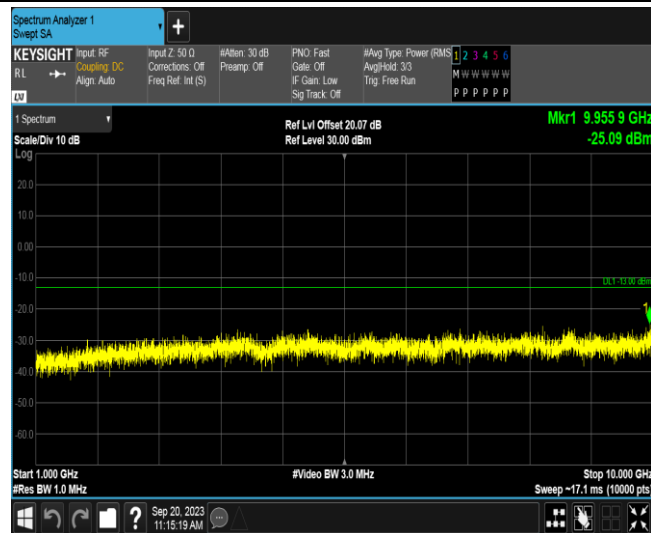 Spectrum Analyzer 1
Swept SA
+
KEYSIGHT
RL
LXI
Input: RF
Coupling: DC
Align: Auto
Input Z: 50 Ω
Corrections: Off
Freq Ref: Int (S)
#Atten: 30 dB
Preamp: Off
PNO: Fast
Gate: Off
IF Gain: Low
Sig Track: Off
#Avg Type: Power (RMS
Avg|Hold: 3/3
Trig: Free Run
1 2 3 4 5 6
M W W W W W
P P P P P P
1 Spectrum
Scale/Div 10 dB
Log
Ref Lvl Offset 20.07 dB
Ref Level 30.00 dBm
Mkr1 9.955 9 GHz
-25.09 dBm
20.0
10.0
0.00
-10.0
DL1 -13.00 dBm
-20.0
1
-30.0
-40.0
-50.0
-60.0
Start 1.000 GHz
#Res BW 1.0 MHz
#Video BW 3.0 MHz
Stop 10.000 GHz
Sweep ~17.1 ms (10000 pts)
?
Sep 20, 2023
11:15:19 AM